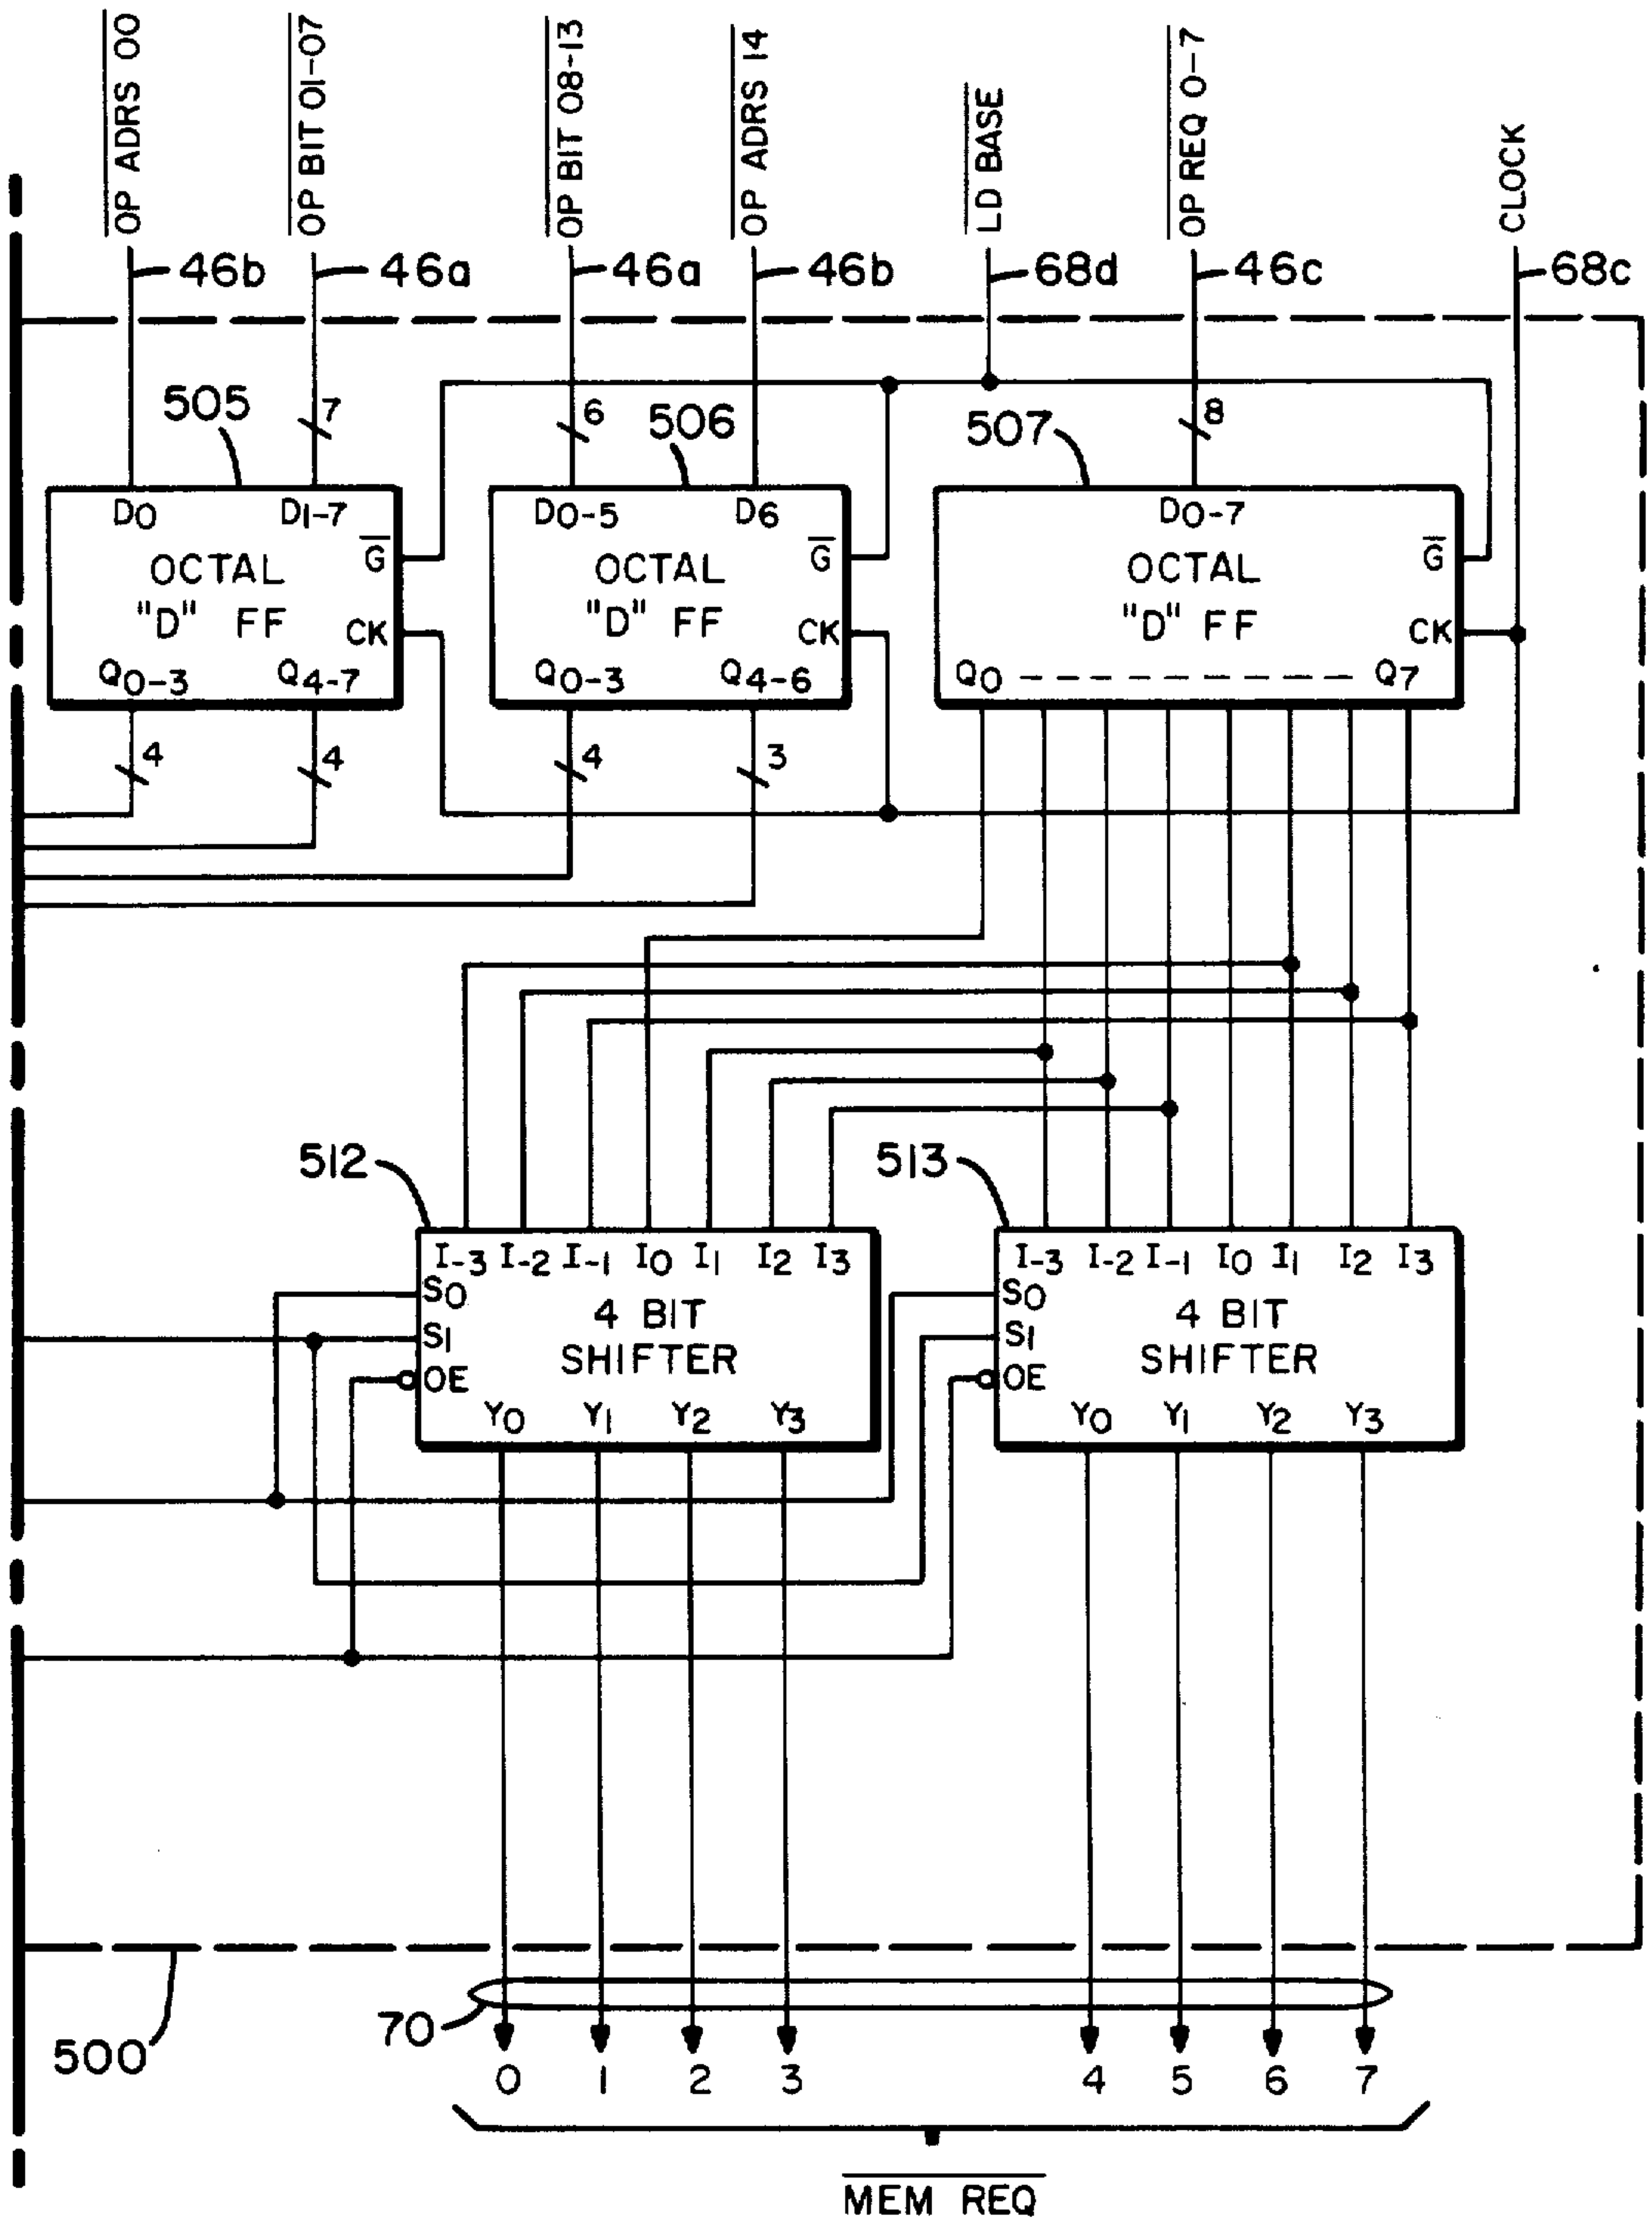 OP ADRS 00
OP BIT 01-07
OP BIT 08-13
OP ADRS 14
LD BASE
OP REQ 0-7
CLOCK
46b
46a
46a
46b
68d
46c
68c
505
7
6
506
507
8
D0 D1-7
G
OCTAL
"D" FF
CK
Q0-3 Q4-7
D0-5 D6
G
OCTAL
"D" FF
CK
Q0-3 Q4-6
D0-7
G
OCTAL
"D" FF
CK
Q0 - - - - - - - - - Q7
4
4
4
3
512
513
I-3 I-2 I-1 I0 I1 I2 I3
S0
4 BIT
S1
SHIFTER
OE
Y0 Y1 Y2 Y3
I-3 I-2 I-1 I0 I1 I2 I3
S0
4 BIT
S1
SHIFTER
OE
Y0 Y1 Y2 Y3
500
70
0 1 2 3 4 5 6 7
MEM REQ